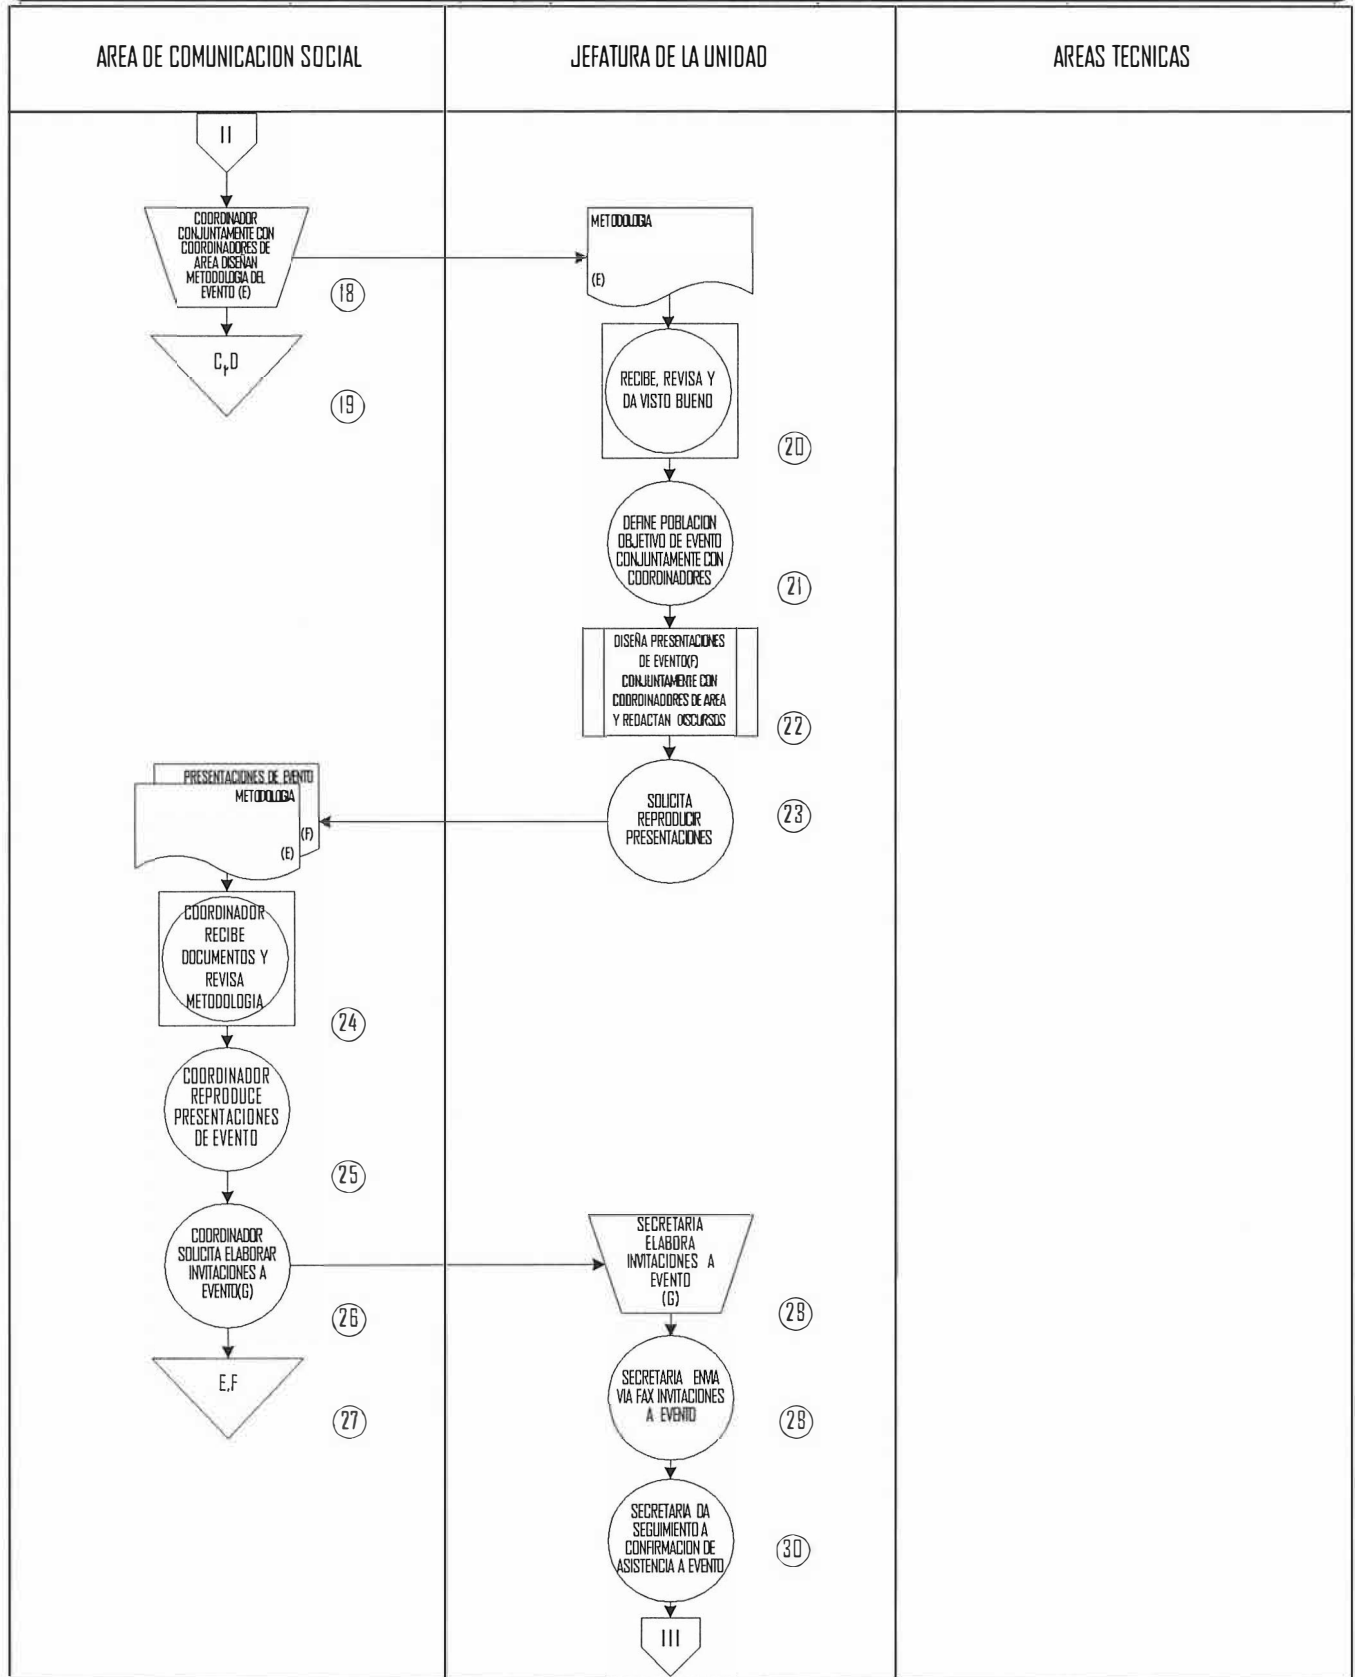 AREA DE COMUNICACION SOCIAL
JEFATURA DE LA UNIDAD
AREAS TECNICAS
II
COORDINADOR
CONJUNTAMENTE CON
COORDINADORES DE
AREA DISEÑAN
METODOLOGIA DEL
EVENTO (E)
18
METODOLOGIA
(E)
C,D
19
RECIBE, REVISA Y
DA VISTO BUENO
20
DEFINE POBLACION
OBJETIVO DE EVENTO
CONJUNTAMENTE CON
COORDINADORES
21
DISEÑA PRESENTACIONES
DE EVENTO(F)
CONJUNTAMENTE CON
COORDINADORES DE AREA
Y REDACTAN DISCURSOS
22
SOLICITA
REPRODUCIR
PRESENTACIONES
23
PRESENTACIONES DE EVENTO
METODOLOGIA
(F)
(E)
COORDINADOR
RECIBE
DOCUMENTOS Y
REVISA
METODOLOGIA
24
COORDINADOR
REPRODUCE
PRESENTACIONES
DE EVENTO
25
COORDINADOR
SOLICITA ELABORAR
INVITACIONES A
EVENTO(G)
26
SECRETARIA
ELABORA
INVITACIONES A
EVENTO
(G)
28
E,F
27
SECRETARIA ENVIA
VIA FAX INVITACIONES
A EVENTO
29
SECRETARIA DA
SEGUIMIENTO A
CONFIRMACION DE
ASISTENCIA A EVENTO
30
III